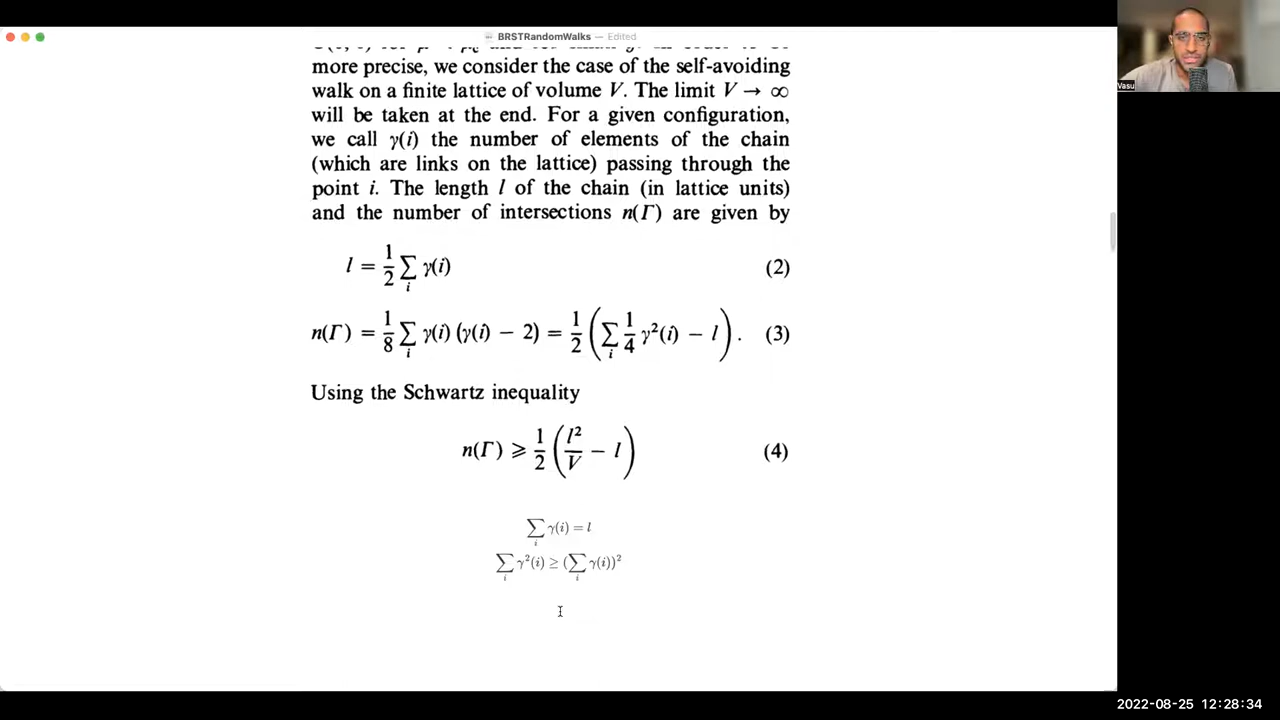 BRSTRandomWalks — Edited
more precise, we consider the case of the self-avoiding
walk on a finite lattice of volume V. The limit V → ∞
will be taken at the end. For a given configuration,
we call γ(i) the number of elements of the chain
(which are links on the lattice) passing through the
point i. The length l of the chain (in lattice units)
and the number of intersections n(Γ) are given by
l = 1/2 ∑_i γ(i) (2)
n(Γ) = 1/8 ∑_i γ(i) (γ(i) − 2) = 1/2 (∑_i 1/4 γ²(i) − l). (3)
Using the Schwartz inequality
n(Γ) ⩾ 1/2 (l²/V − l) (4)
∑_i γ(i) = l
∑_i γ²(i) ≥ (∑_i γ(i))²
Vasu
2022-08-25 12:28:34